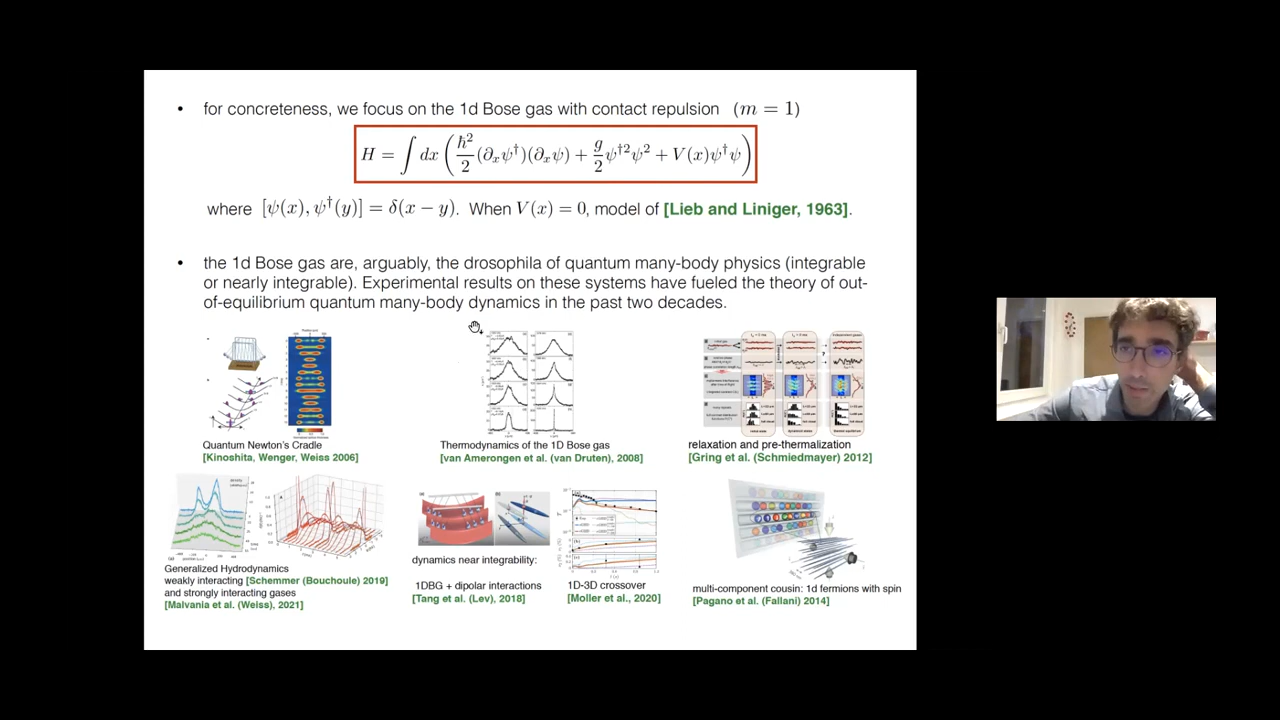 • for concreteness, we focus on the 1d Bose gas with contact repulsion (m = 1)
H = ∫ dx ( ħ²/2 (∂ₓψ†)(∂ₓψ) + g/2 ψ†²ψ² + V(x)ψ†ψ )
where [ψ(x), ψ†(y)] = δ(x − y). When V(x) = 0, model of [Lieb and Liniger, 1963].
• the 1d Bose gas are, arguably, the drosophila of quantum many-body physics (integrable
or nearly integrable). Experimental results on these systems have fueled the theory of out-
of-equilibrium quantum many-body dynamics in the past two decades.
Quantum Newton's Cradle
[Kinoshita, Wenger, Weiss 2006]
Thermodynamics of the 1D Bose gas
[van Amerongen et al. (van Druten), 2008]
relaxation and pre-thermalization
[Gring et al. (Schmiedmayer) 2012]
Generalized Hydrodynamics
weakly interacting [Schemmer (Bouchoule) 2019]
and strongly interacting gases
[Malvania et al. (Weiss), 2021]
dynamics near integrability:
1DBG + dipolar interactions
[Tang et al. (Lev), 2018]
1D-3D crossover
[Moller et al., 2020]
multi-component cousin: 1d fermions with spin
[Pagano et al. (Fallani) 2014]